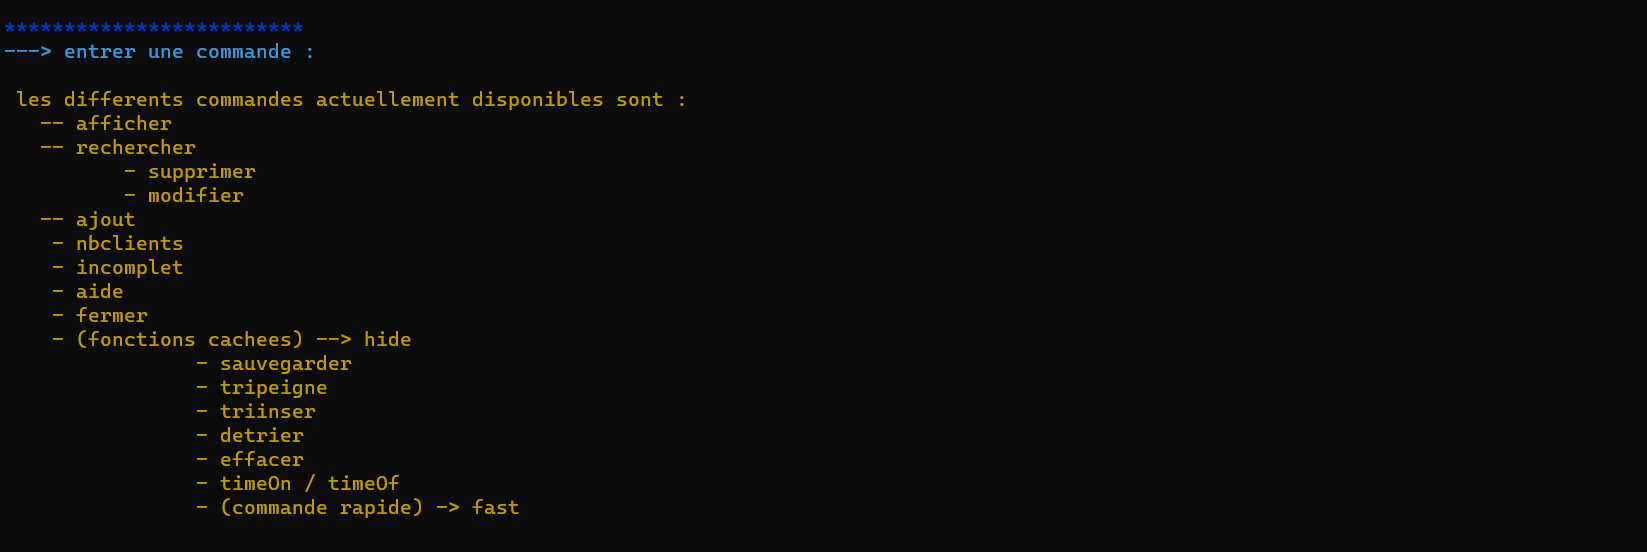 *************************
---> entrer une commande :
les differents commandes actuellement disponibles sont :
-- afficher
-- rechercher
- supprimer
- modifier
-- ajout
- nbclients
- incomplet
- aide
- fermer
- (fonctions cachees) --> hide
- sauvegarder
- tripeigne
- triinser
- detrier
- effacer
- timeOn / timeOf
- (commande rapide) -> fast